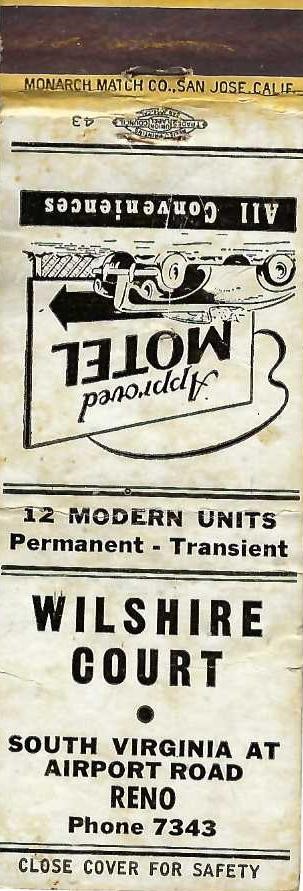 MONARCH MATCH CO., SAN JOSE, CALIF.
43
All Conveniences
Approved
MOTEL
12 MODERN UNITS
Permanent - Transient
WILSHIRE
COURT
SOUTH VIRGINIA AT
AIRPORT ROAD
RENO
Phone 7343
CLOSE COVER FOR SAFETY